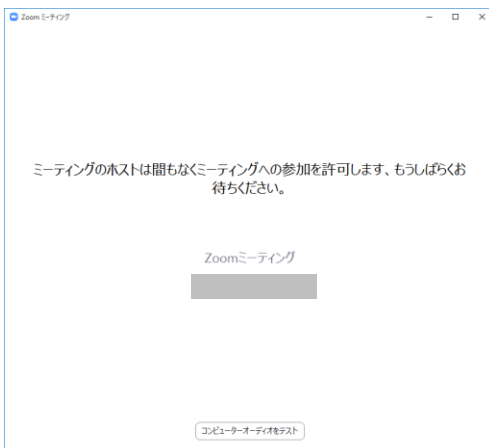 Zoom ミーティング
ミーティングのホストは間もなくミーティングへの参加を許可します、もうしばらくお
待ちください。
Zoomミーティング
コンピューターオーディオをテスト